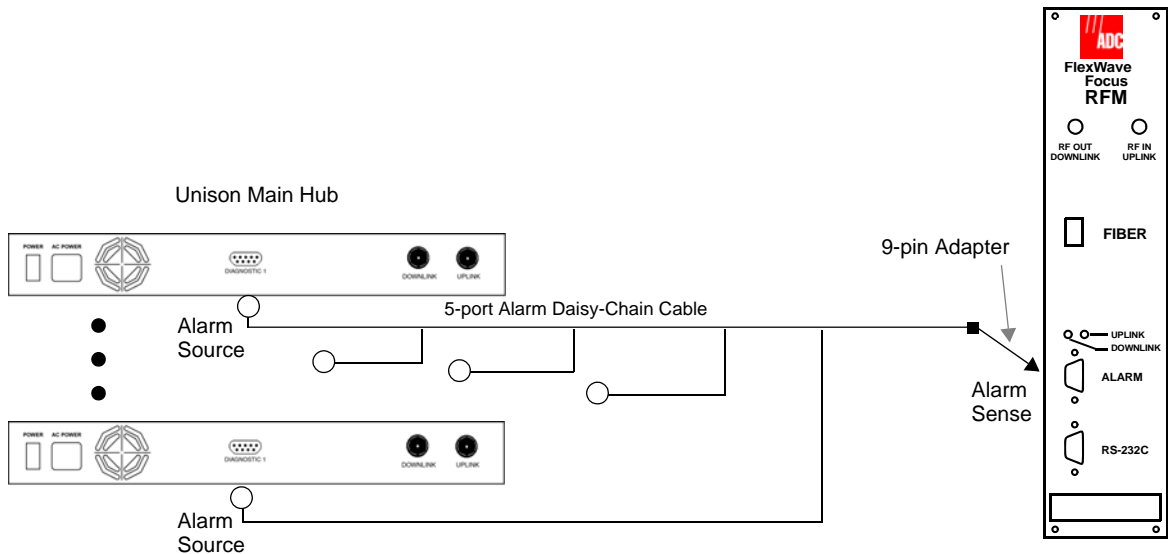 ADC
FlexWave
Focus
RFM
RF OUT
DOWNLINK
RF IN
UPLINK
Unison Main Hub
POWER
AC POWER
DIAGNOSTIC 1
DOWNLINK
UPLINK
9-pin Adapter
FIBER
Alarm
Source
5-port Alarm Daisy-Chain Cable
UPLINK
DOWNLINK
ALARM
Alarm
Sense
POWER
AC POWER
DIAGNOSTIC 1
DOWNLINK
UPLINK
RS-232C
Alarm
Source